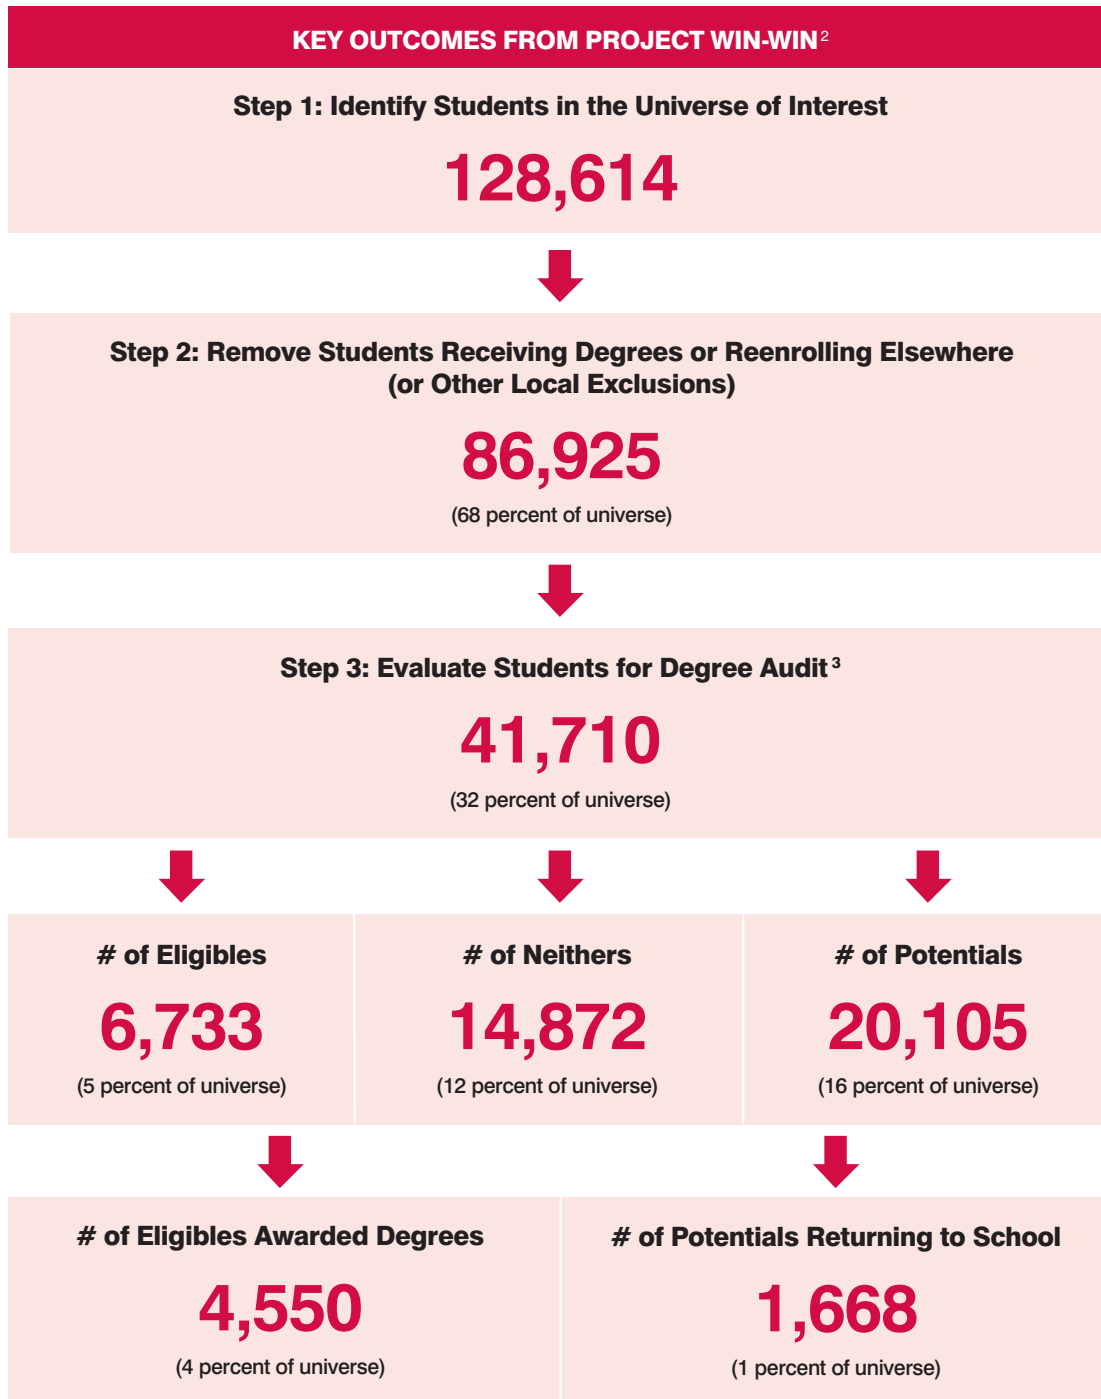 KEY OUTCOMES FROM PROJECT WIN-WIN²
Step 1: Identify Students in the Universe of Interest
128,614
Step 2: Remove Students Receiving Degrees or Reenrolling Elsewhere
(or Other Local Exclusions)
86,925
(68 percent of universe)
Step 3: Evaluate Students for Degree Audit³
41,710
(32 percent of universe)
# of Eligibles
6,733
(5 percent of universe)
# of Neithers
14,872
(12 percent of universe)
# of Potentials
20,105
(16 percent of universe)
# of Eligibles Awarded Degrees
4,550
(4 percent of universe)
# of Potentials Returning to School
1,668
(1 percent of universe)